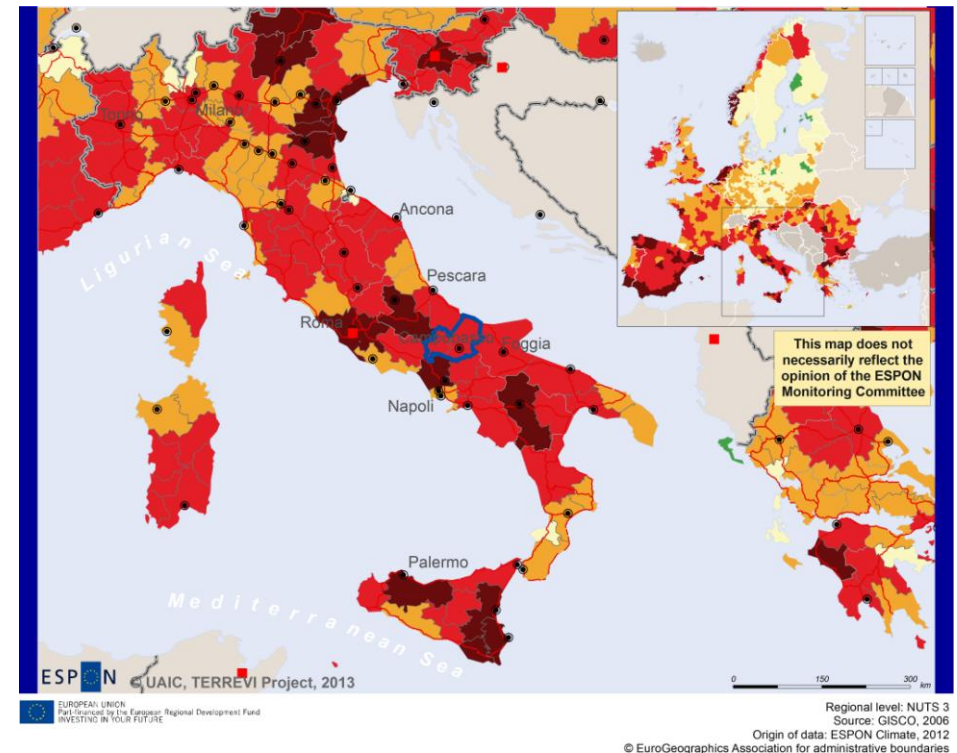 Torino
Milano
Ancona
Ligurian Sea
Pescara
Roma
Foggia
Napoli
This map does not
necessarily reflect the
opinion of the ESPON
Monitoring Committee
Palermo
Mediterranean Sea
ESPON
© UAIC, TERREVI Project, 2013
0 150 300
km
EUROPEAN UNION
Part-financed by the European Regional Development Fund
INVESTING IN YOUR FUTURE
Regional level: NUTS 3
Source: GISCO, 2006
Origin of data: ESPON Climate, 2012
© EuroGeographics Association for administrative boundaries